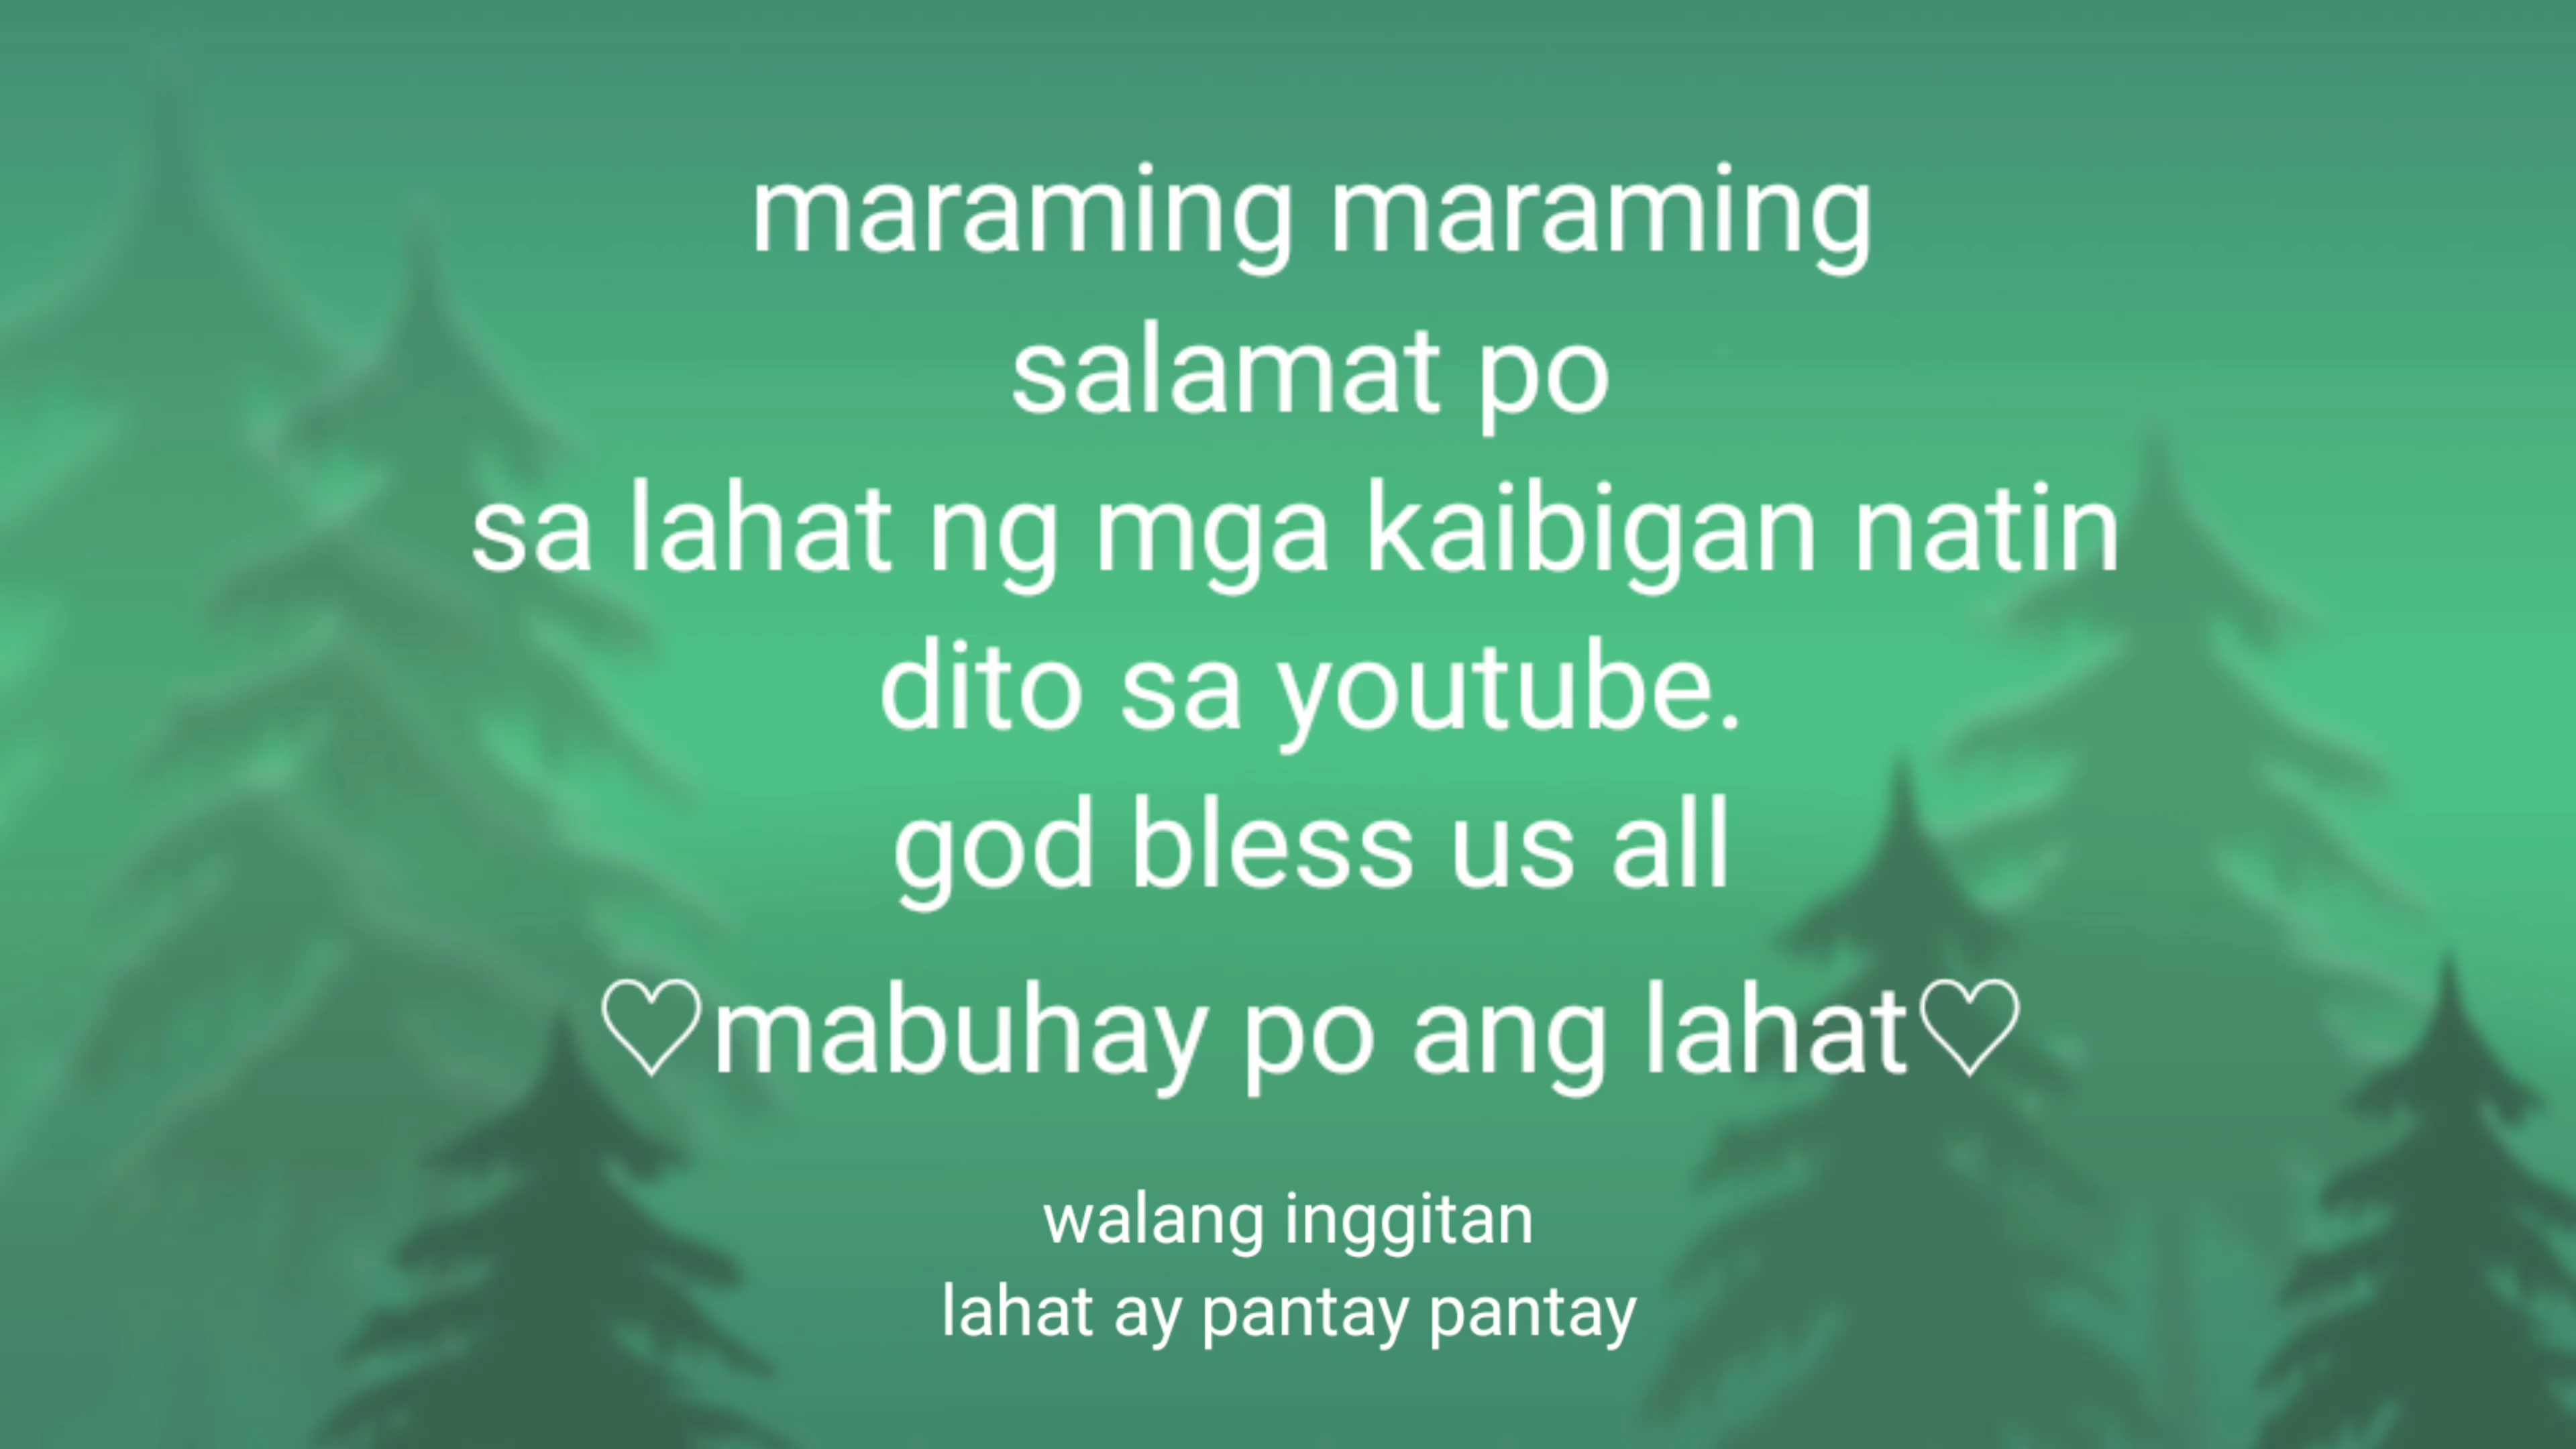 maraming maraming
salamat po
sa lahat ng mga kaibigan natin
dito sa youtube.
god bless us all
♡mabuhay po ang lahat♡
walang inggitan
lahat ay pantay pantay